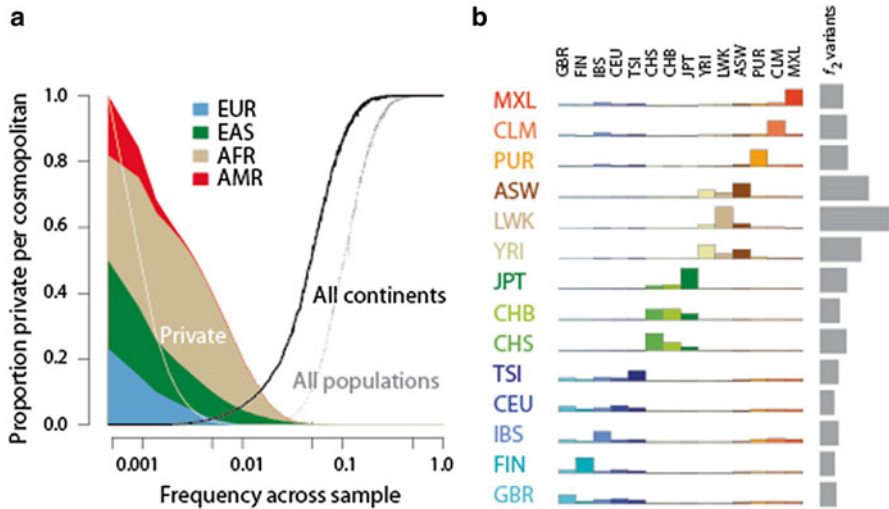 a
Proportion private per cosmopolitan
1.0
0.8
0.6
0.4
0.2
0.0
EUR
EAS
AFR
AMR
Private
All continents
All populations
0.001
0.01
0.1
1.0
Frequency across sample
b
GBR
FIN
IBS
CEU
TSI
CHS
CHB
JPT
YRI
LWK
ASW
PUR
CLM
MXL
f2 variants
MXL
CLM
PUR
ASW
LWK
YRI
JPT
CHB
CHS
TSI
CEU
IBS
FIN
GBR